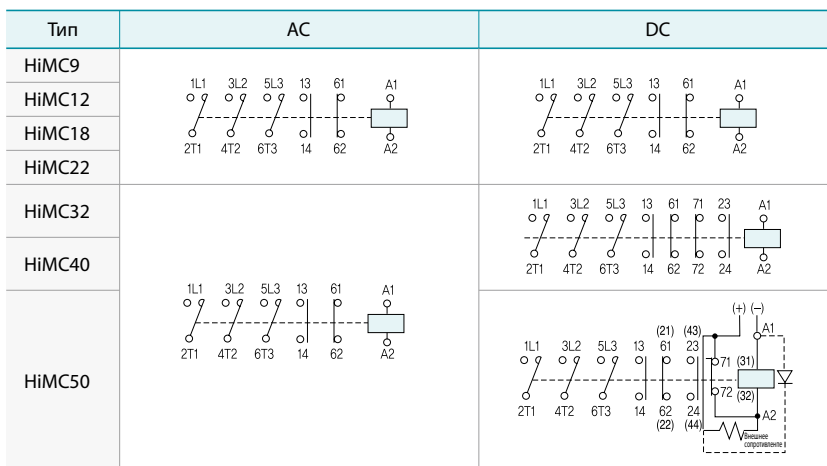 Тип AC DC
HiMC9
HiMC12
HiMC18
HiMC22
1L1 3L2 5L3 13 61 A1
2T1 4T2 6T3 14 62 A2
1L1 3L2 5L3 13 61 A1
2T1 4T2 6T3 14 62 A2
HiMC32
HiMC40
HiMC50
1L1 3L2 5L3 13 61 A1
2T1 4T2 6T3 14 62 A2
1L1 3L2 5L3 13 61 71 23 A1
2T1 4T2 6T3 14 62 72 24 A2
(+) (–)
(21) (43) A1
1L1 3L2 5L3 13 61 23
71 (31)
72 (32)
2T1 4T2 6T3 14 62 24 A2
(22) (44)
Внешнее
сопротивленте